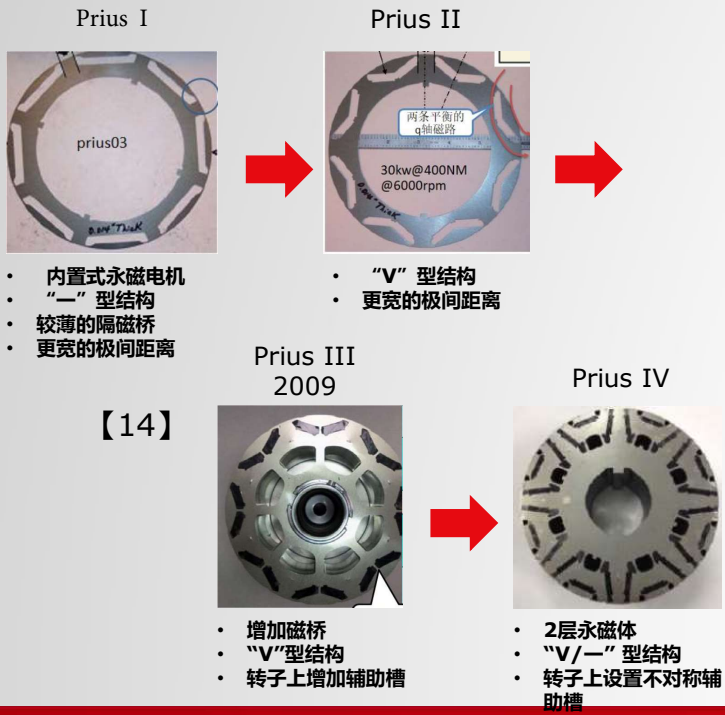 Prius I
Prius II
prius03
0.014" Thick
两条平衡的
q轴磁路
30kw@400NM
@6000rpm
0.014" Thick
• 内置式永磁电机
• “一”型结构
• 较薄的隔磁桥
• 更宽的极间距离
• “V”型结构
• 更宽的极间距离
Prius III
2009
Prius IV
【14】
• 增加磁桥
• “V”型结构
• 转子上增加辅助槽
• 2层永磁体
• “V/一”型结构
• 转子上设置不对称辅
助槽